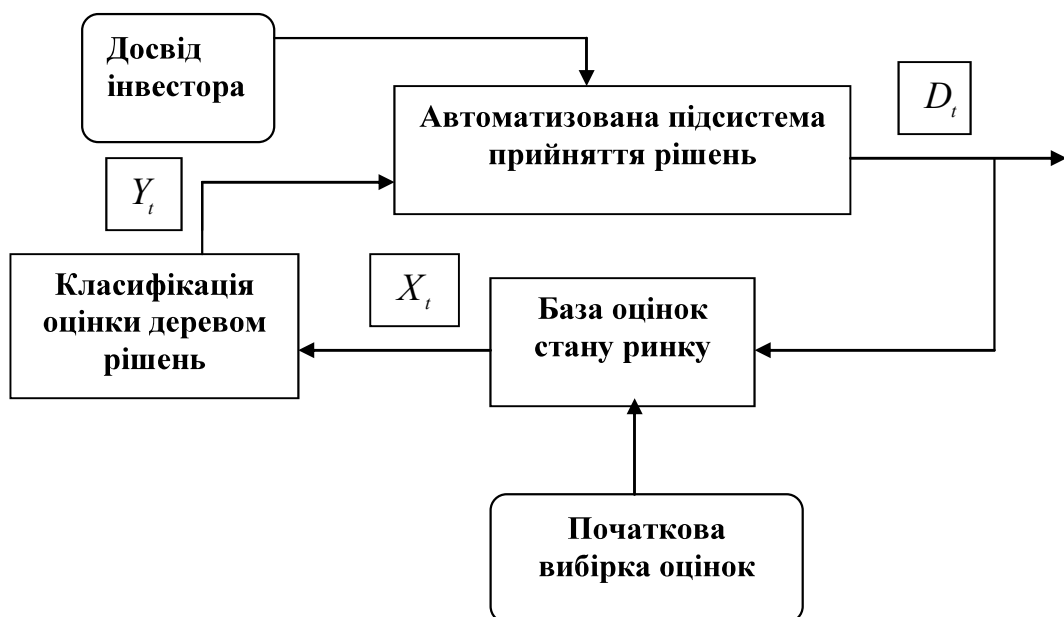 Досвід
інвестора
Автоматизована підсистема
прийняття рішень
D_t
Y_t
Класифікація
оцінки деревом
рішень
X_t
База оцінок
стану ринку
Початкова
вибірка оцінок